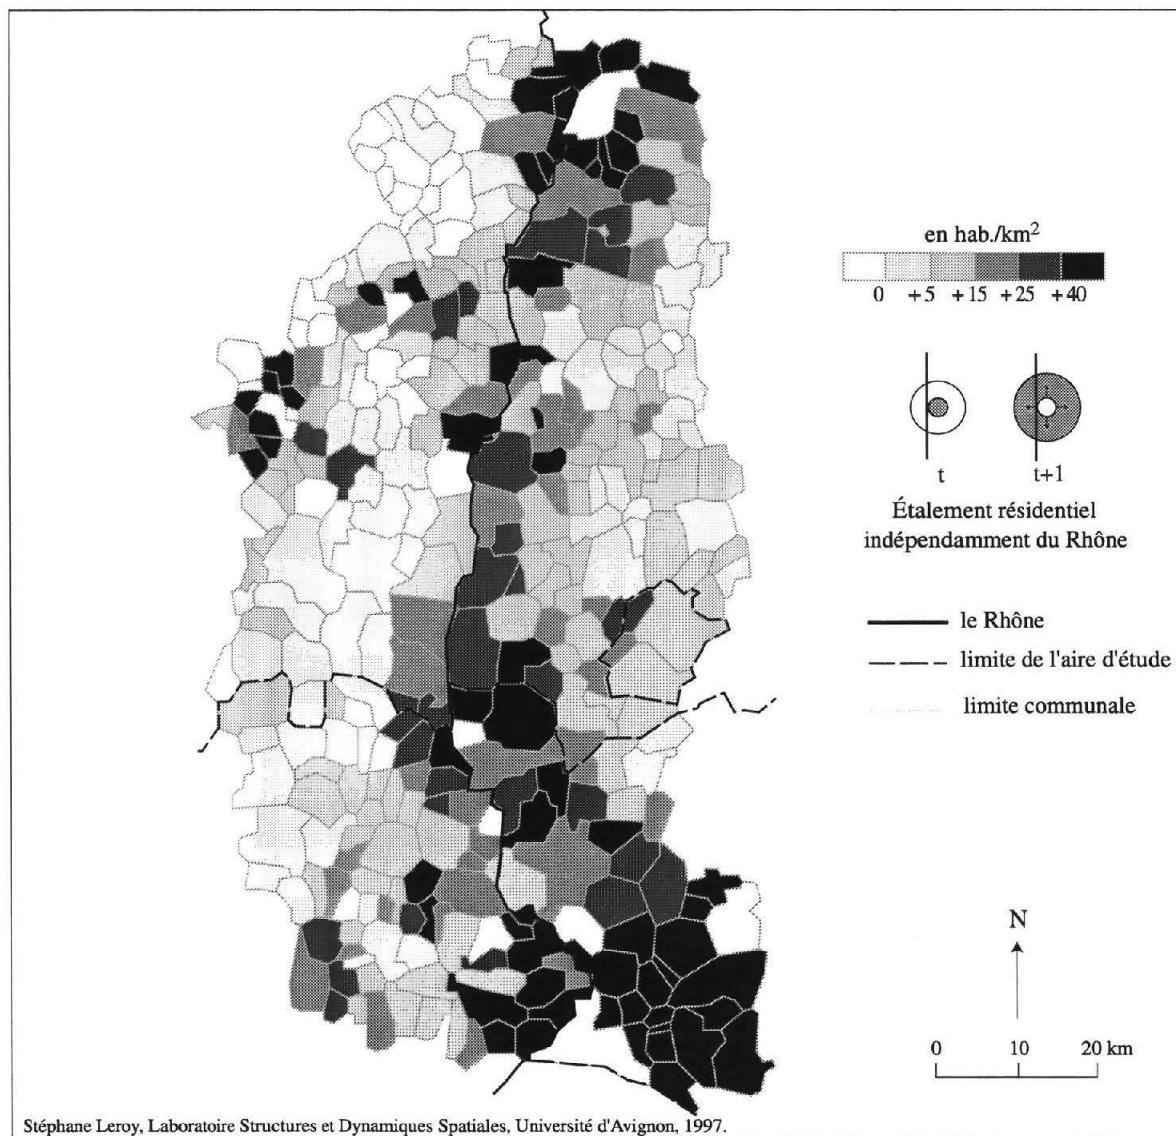 en hab./km²
0 +5 +15 +25 +40
t t+1
Étalement résidentiel
indépendamment du Rhône
le Rhône
limite de l'aire d'étude
limite communale
N
0 10 20 km
Stéphane Leroy, Laboratoire Structures et Dynamiques Spatiales, Université d'Avignon, 1997.